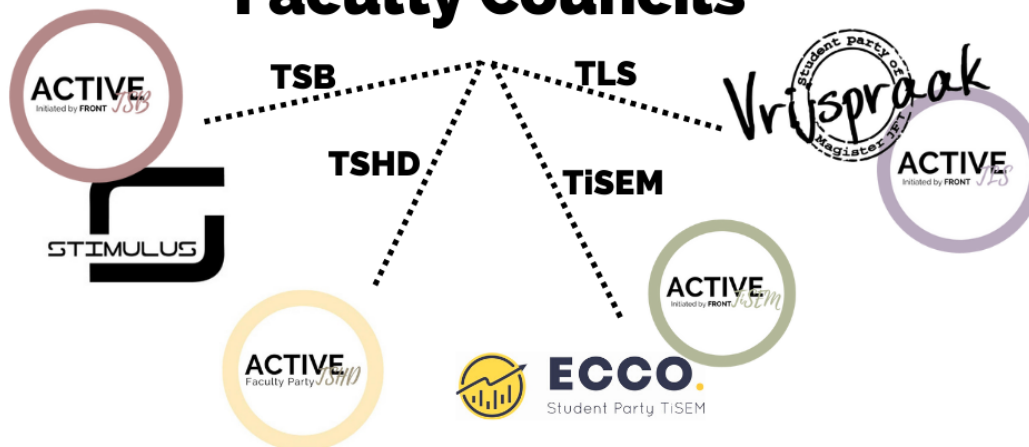 Faculty Councils
TSB
TLS
TSHD
TiSEM
ACTIVE TSB
Initiated by FRONT
STIMULUS
Vrijspraak
Student party of
Magister JFT
ACTIVE TLS
Initiated by FRONT
ACTIVE TiSEM
Initiated by FRONT
ACTIVE TSHD
Faculty Party
ECCO.
Student Party TiSEM